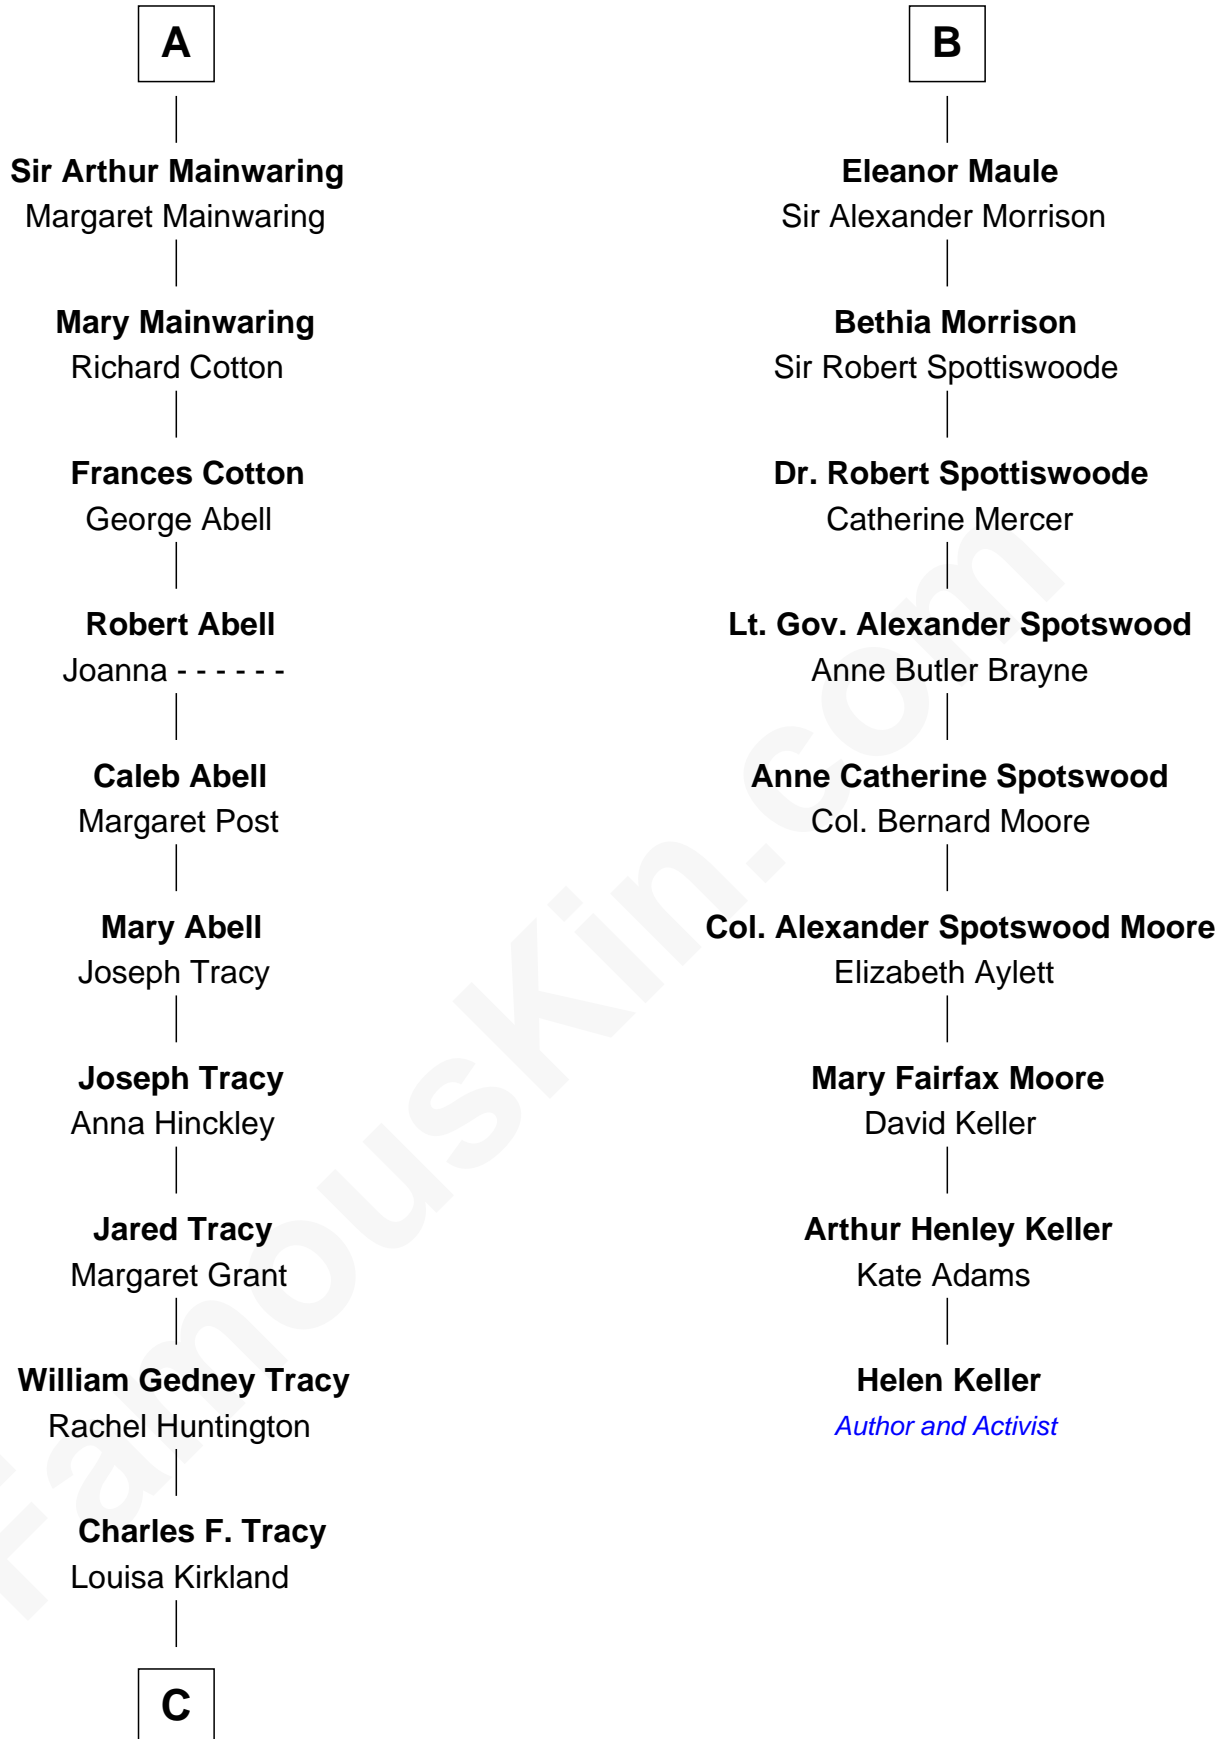 A
Sir Arthur Mainwaring
Margaret Mainwaring
Mary Mainwaring
Richard Cotton
Frances Cotton
George Abell
Robert Abell
Joanna - - - - - -
Caleb Abell
Margaret Post
Mary Abell
Joseph Tracy
Joseph Tracy
Anna Hinckley
Jared Tracy
Margaret Grant
William Gedney Tracy
Rachel Huntington
Charles F. Tracy
Louisa Kirkland
C
B
Eleanor Maule
Sir Alexander Morrison
Bethia Morrison
Sir Robert Spottiswoode
Dr. Robert Spottiswoode
Catherine Mercer
Lt. Gov. Alexander Spotswood
Anne Butler Brayne
Anne Catherine Spotswood
Col. Bernard Moore
Col. Alexander Spotswood Moore
Elizabeth Aylett
Mary Fairfax Moore
David Keller
Arthur Henley Keller
Kate Adams
Helen Keller
Author and Activist
FamousKin.com